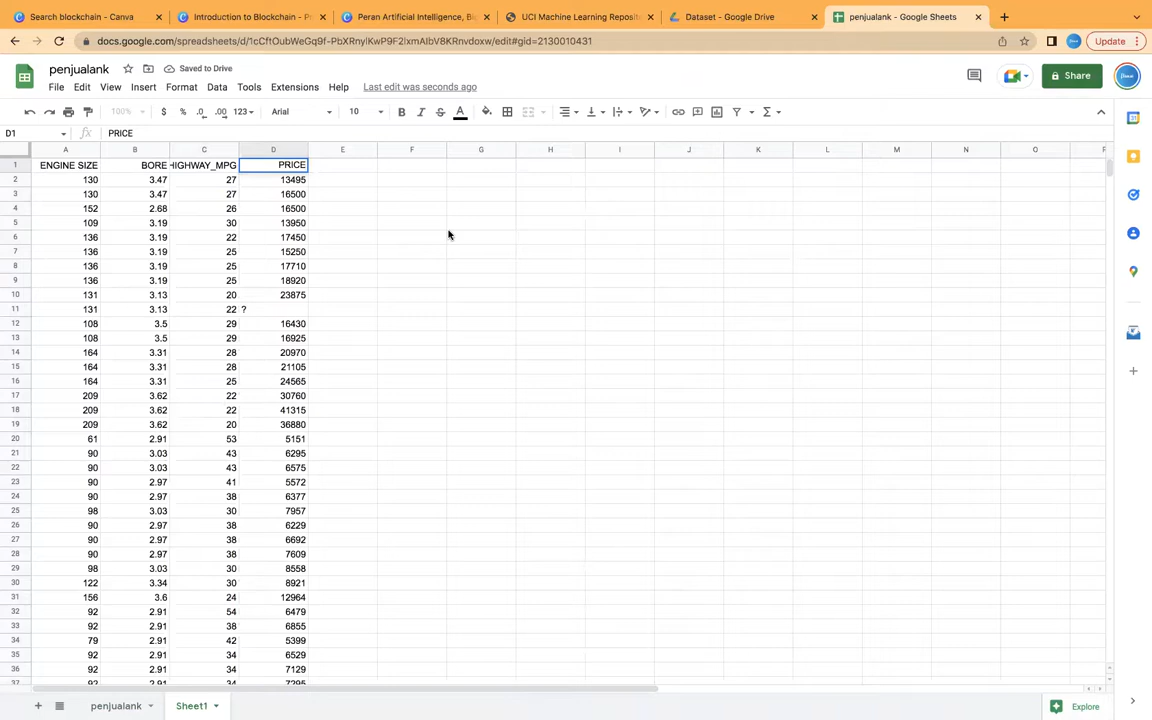 Search blockchain - Canva
Introduction to Blockchain - P
Peran Artificial Intelligence, Bl
UCI Machine Learning Reposit
Dataset - Google Drive
penjualank - Google Sheets
docs.google.com/spreadsheets/d/1cCftOubWeGq9f-PbXRnyIKwP9F2IxmAIbV8KRnvdoxw/edit#gid=2130010431
Update
penjualank
Saved to Drive
File Edit View Insert Format Data Tools Extensions Help Last edit was seconds ago
Share
100% $ % .0 .00 123 Arial 10 B I S A
D1 fx PRICE
A B C D E F G H I J K L M N O P
1 ENGINE SIZE BORE HIGHWAY_MPG PRICE
2 130 3.47 27 13495
3 130 3.47 27 16500
4 152 2.68 26 16500
5 109 3.19 30 13950
6 136 3.19 22 17450
7 136 3.19 25 15250
8 136 3.19 25 17710
9 136 3.19 25 18920
10 131 3.13 20 23875
11 131 3.13 22 ?
12 108 3.5 29 16430
13 108 3.5 29 16925
14 164 3.31 28 20970
15 164 3.31 28 21105
16 164 3.31 25 24565
17 209 3.62 22 30760
18 209 3.62 22 41315
19 209 3.62 20 36880
20 61 2.91 53 5151
21 90 3.03 43 6295
22 90 3.03 43 6575
23 90 2.97 41 5572
24 90 2.97 38 6377
25 98 3.03 30 7957
26 90 2.97 38 6229
27 90 2.97 38 6692
28 90 2.97 38 7609
29 98 3.03 30 8558
30 122 3.34 30 8921
31 156 3.6 24 12964
32 92 2.91 54 6479
33 92 2.91 38 6855
34 79 2.91 42 5399
35 92 2.91 34 6529
36 92 2.91 34 7129
37 92 2.91 34 7295
penjualank Sheet1 Explore